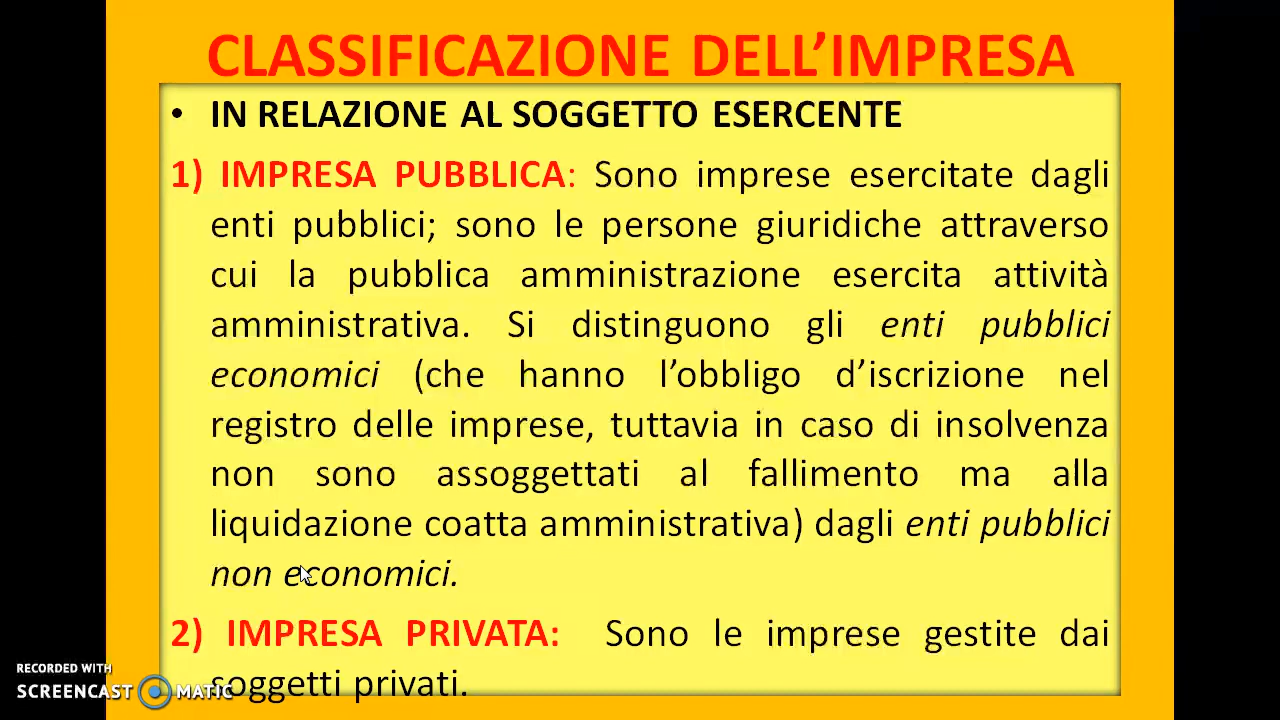 CLASSIFICAZIONE DELL’IMPRESA
• IN RELAZIONE AL SOGGETTO ESERCENTE
1) IMPRESA PUBBLICA: Sono imprese esercitate dagli
enti pubblici; sono le persone giuridiche attraverso
cui la pubblica amministrazione esercita attività
amministrativa. Si distinguono gli enti pubblici
economici (che hanno l’obbligo d’iscrizione nel
registro delle imprese, tuttavia in caso di insolvenza
non sono assoggettati al fallimento ma alla
liquidazione coatta amministrativa) dagli enti pubblici
non economici.
2) IMPRESA PRIVATA: Sono le imprese gestite dai
soggetti privati.
RECORDED WITH
SCREENCAST MATIC